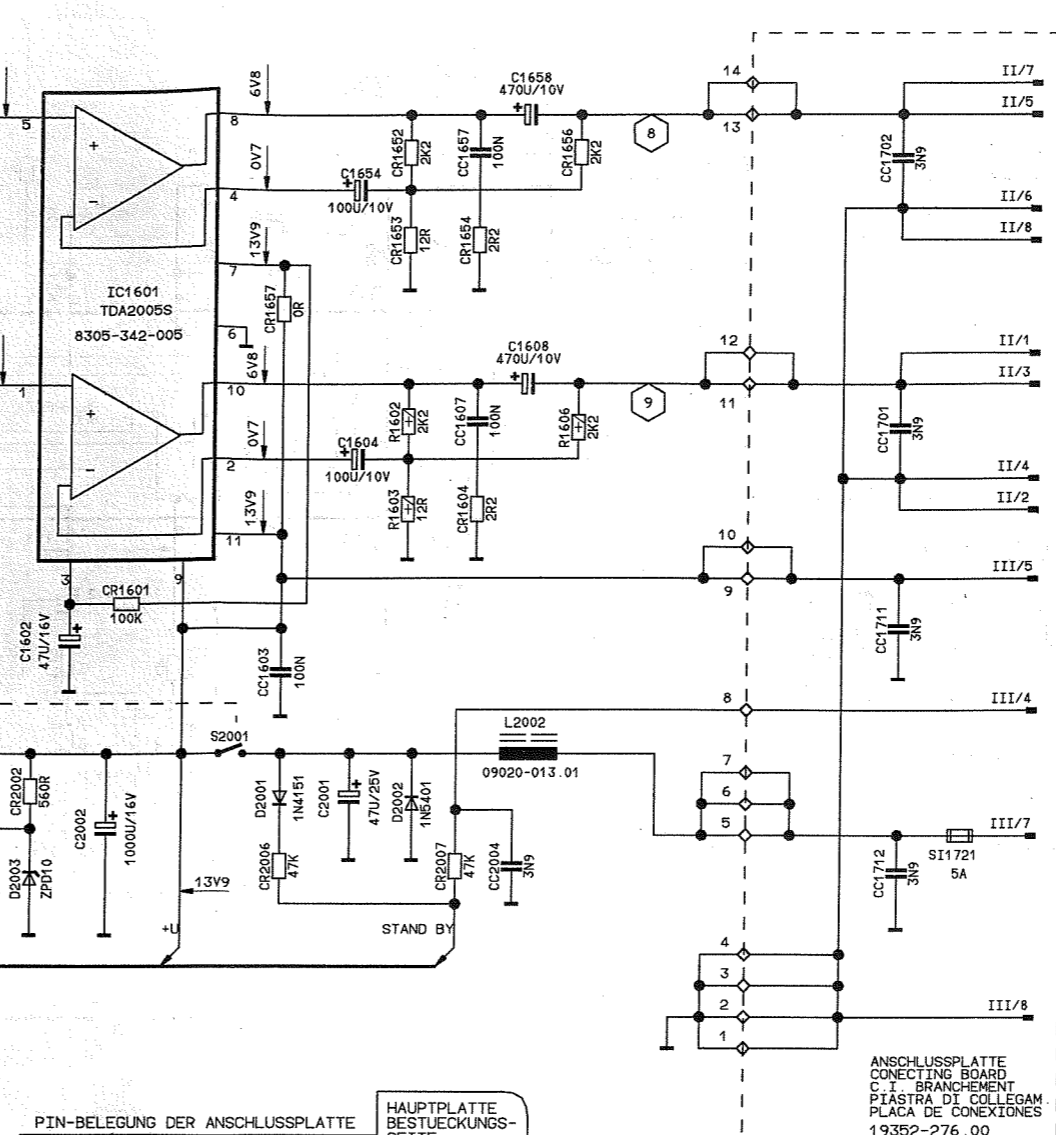 C1658
470U/10V
14
II/7
II/5
6V8
8
5
+
CR1652
2K2
CC1657
100N
CR1656
2K2
8
13
CC1702
3N9
0V7
C1654
100U/10V
4
−
II/6
CR1653
12R
CR1654
2R2
II/8
13V9
7
IC1601
TDA2005S
8305-342-005
CR1657
0R
6
C1608
470U/10V
12
II/1
6V8
1
10
II/3
+
R1602
2K2
CC1607
100N
R1606
2K2
9
11
CC1701
3N9
0V7
C1604
100U/10V
−
2
II/4
13V9
R1603
12R
CR1604
2R2
II/2
11
10
3
9
III/5
CR1601
100K
9
C1602
47U/16V
CC1711
3N9
CC1603
100N
8
III/4
S2001
L2002
09020-013.01
7
CR2002
560R
C2002
1000U/16V
D2001
1N4151
C2001
47U/25V
D2002
1N5401
6
5
III/7
D2003
ZPD10
CR2006
47K
CR2007
47K
CC2004
3N9
CC1712
3N9
SI1721
5A
13V9
+U
STAND BY
4
3
2
III/8
1
ANSCHLUSSPLATTE
CONECTING BOARD
C.I. BRANCHEMENT
PIASTRA DI COLLEGAM.
PLACA DE CONEXIONES
19352-276.00
PIN-BELEGUNG DER ANSCHLUSSPLATTE
HAUPTPLATTE
BESTUECKUNGS-
SEITE